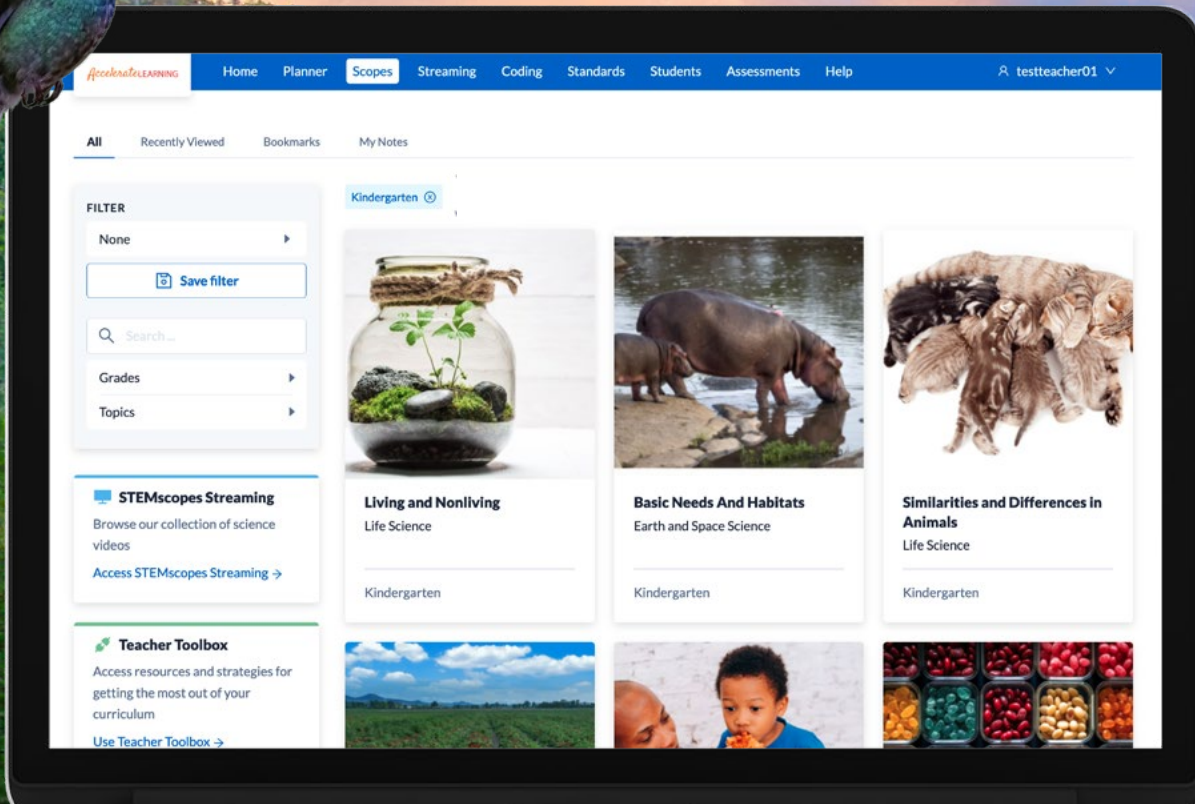 AccelerateLEARNING
Home Planner Scopes Streaming Coding Standards Students Assessments Help testteacher01
All Recently Viewed Bookmarks My Notes
FILTER
None
Save filter
Search...
Grades
Topics
STEMscopes Streaming
Browse our collection of science
videos
Access STEMscopes Streaming →
Teacher Toolbox
Access resources and strategies for
getting the most out of your
curriculum
Use Teacher Toolbox →
Kindergarten
Living and Nonliving
Life Science
Kindergarten
Basic Needs And Habitats
Earth and Space Science
Kindergarten
Similarities and Differences in
Animals
Life Science
Kindergarten